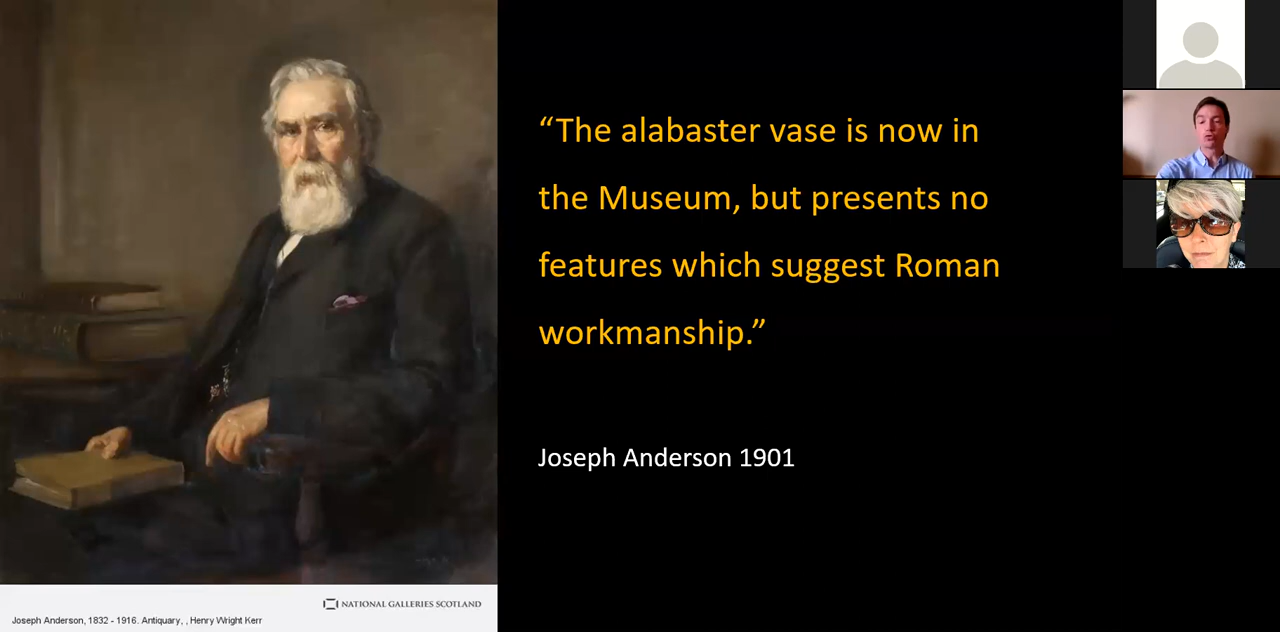 “The alabaster vase is now in
the Museum, but presents no
features which suggest Roman
workmanship.”
Joseph Anderson 1901
NATIONAL GALLERIES SCOTLAND
Joseph Anderson, 1832 - 1916. Antiquary, , Henry Wright Kerr